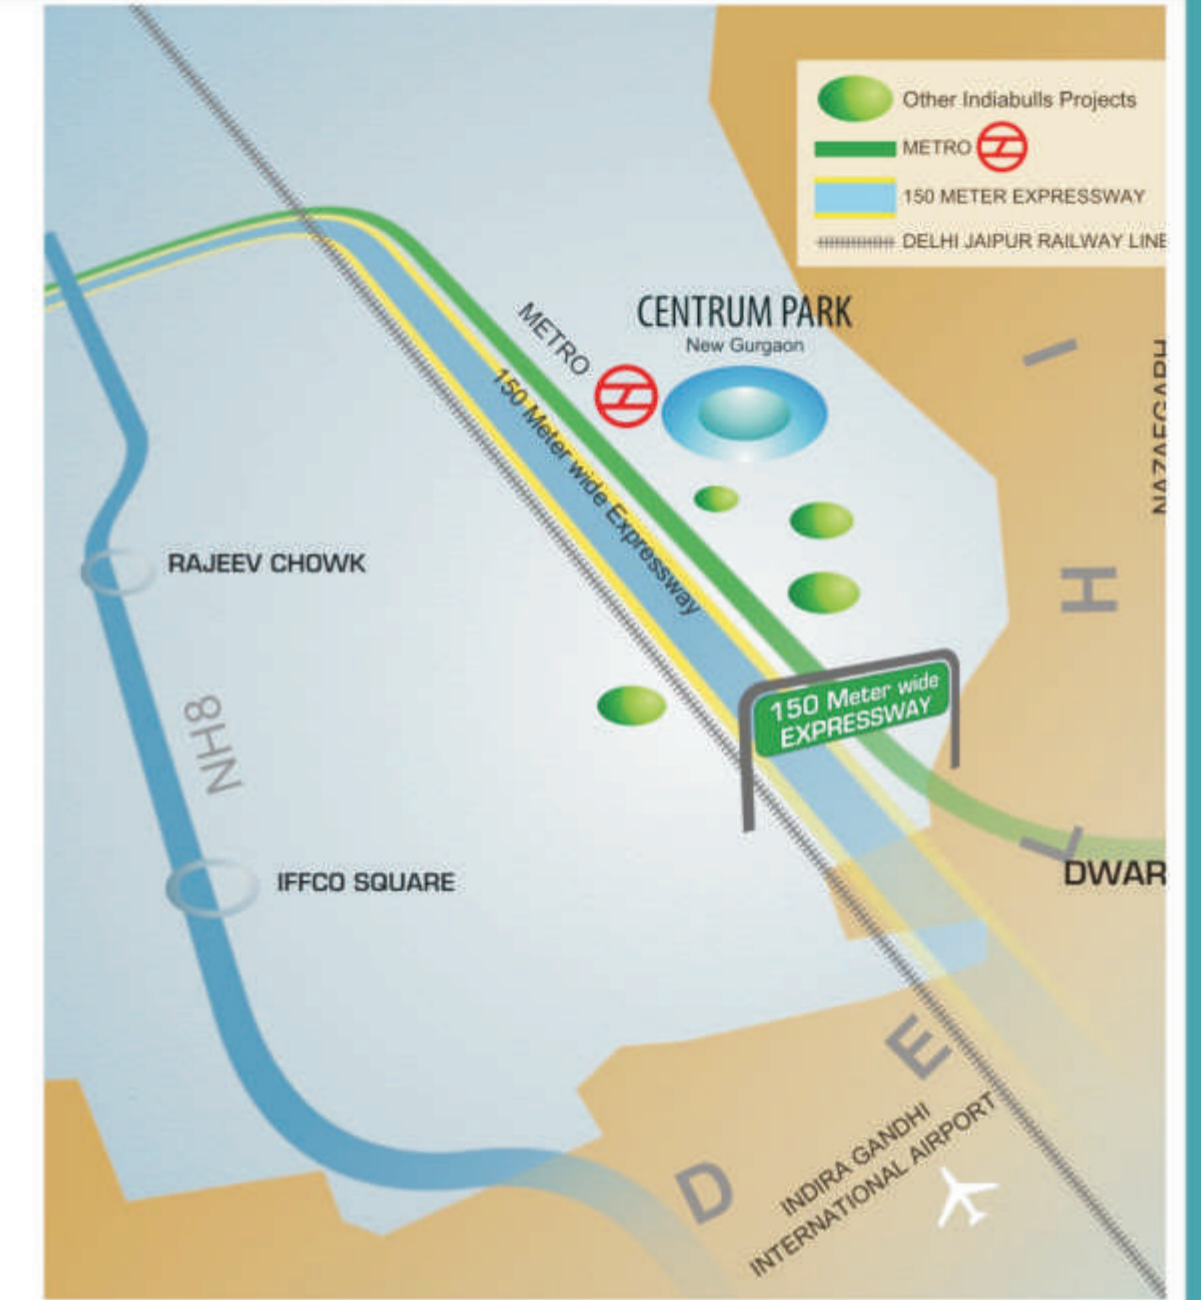 Other Indiabulls Projects
METRO
150 METER EXPRESSWAY
DELHI JAIPUR RAILWAY LINE
CENTRUM PARK
New Gurgaon
METRO
150 Meter wide Expressway
NAZAFGARH
RAJEEV CHOWK
150 Meter wide
EXPRESSWAY
NH8
IFFCO SQUARE
DWAR
D E L H I
INDIRA GANDHI
INTERNATIONAL AIRPORT